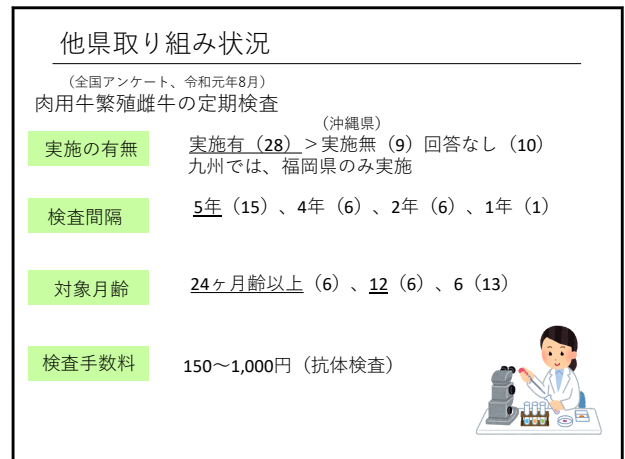 他県取り組み状況
（全国アンケート、令和元年8月）
肉用牛繁殖雌牛の定期検査
（沖縄県）
実施の有無 実施有（28）＞実施無（9）回答なし（10）
九州では、福岡県のみ実施
検査間隔 5年（15）、4年（6）、2年（6）、1年（1）
対象月齢 24ヶ月齢以上（6）、12（6）、6（13）
検査手数料 150～1,000円（抗体検査）